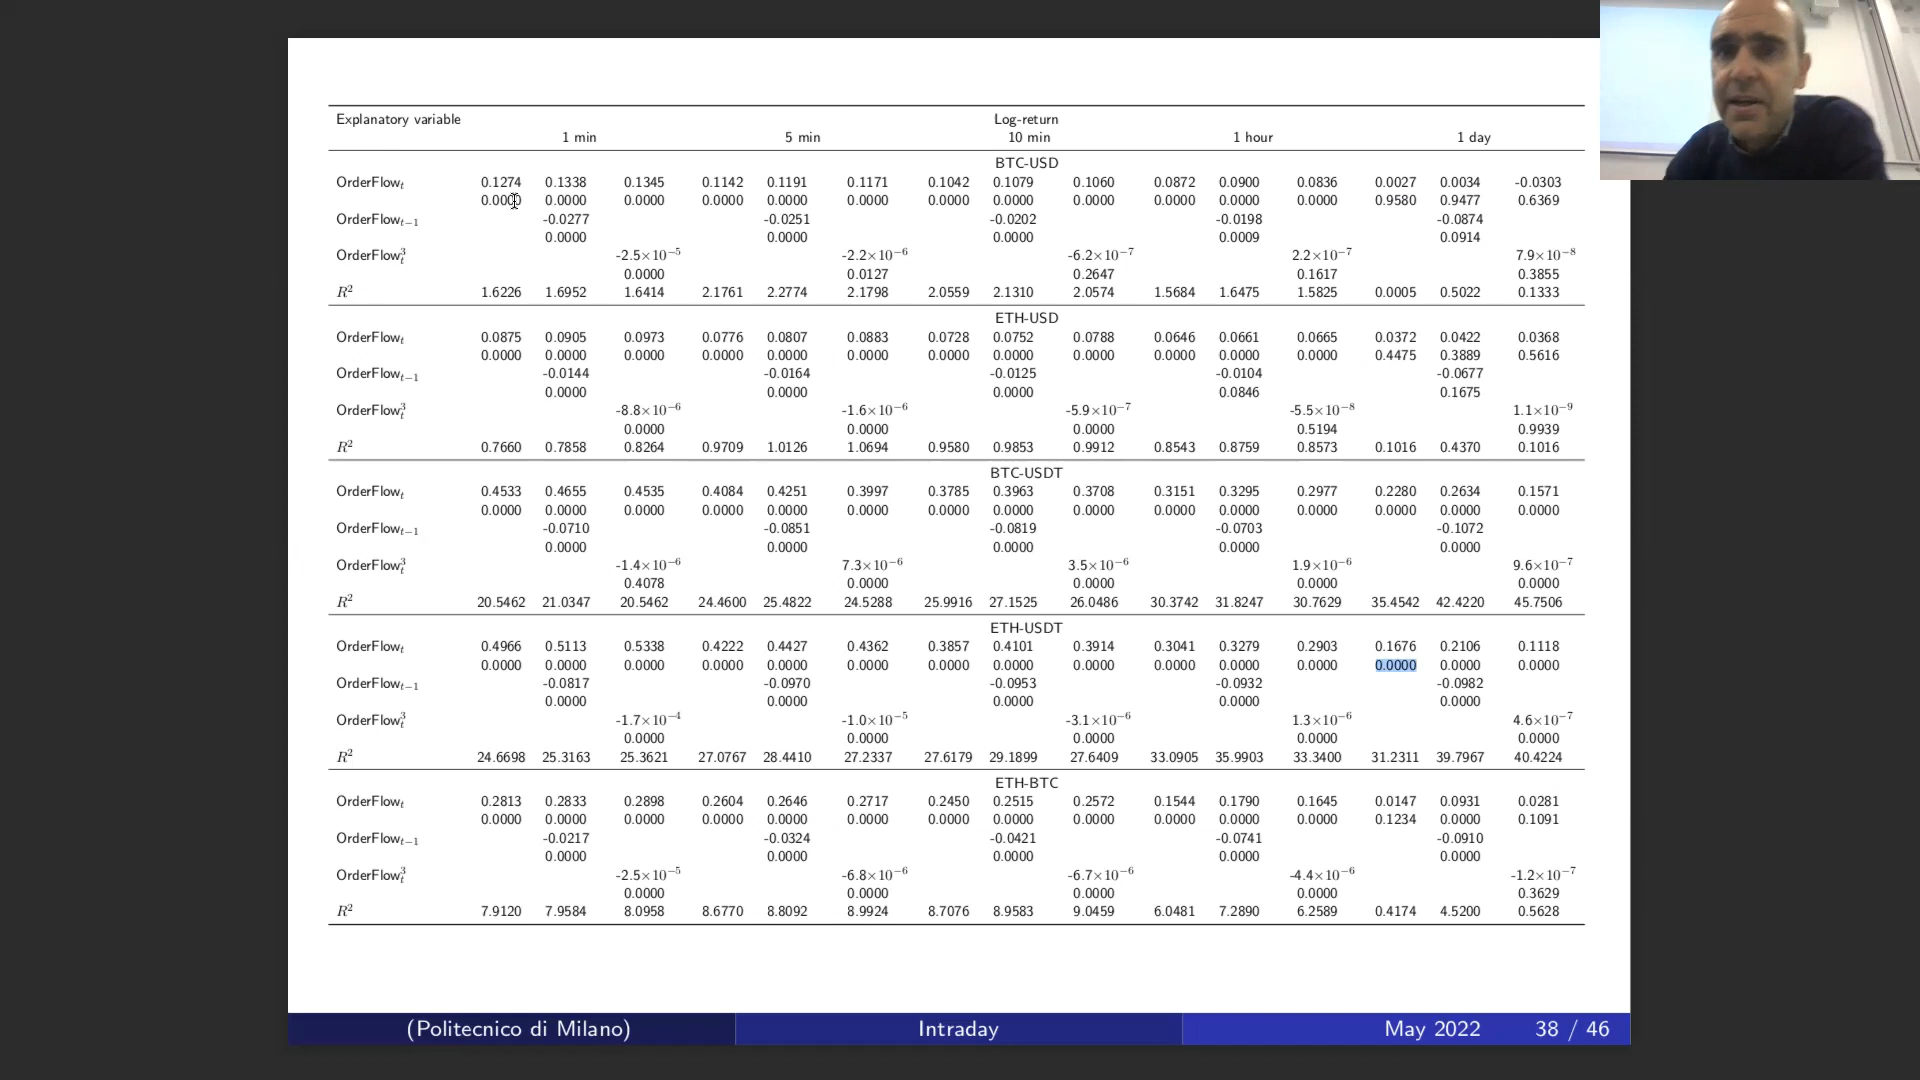 Explanatory variable Log-return
1 min 5 min 10 min 1 hour 1 day
BTC-USD
OrderFlow_t 0.1274 0.1338 0.1345 0.1142 0.1191 0.1171 0.1042 0.1079 0.1060 0.0872 0.0900 0.0836 0.0027 0.0034 -0.0303
0.0000 0.0000 0.0000 0.0000 0.0000 0.0000 0.0000 0.0000 0.0000 0.0000 0.0000 0.0000 0.9580 0.9477 0.6369
OrderFlow_{t−1} -0.0277 -0.0251 -0.0202 -0.0198 -0.0874
0.0000 0.0000 0.0000 0.0009 0.0914
OrderFlow_t^3 -2.5×10^{−5} -2.2×10^{−6} -6.2×10^{−7} 2.2×10^{−7} 7.9×10^{−8}
0.0000 0.0127 0.2647 0.1617 0.3855
R^2 1.6226 1.6952 1.6414 2.1761 2.2774 2.1798 2.0559 2.1310 2.0574 1.5684 1.6475 1.5825 0.0005 0.5022 0.1333
ETH-USD
OrderFlow_t 0.0875 0.0905 0.0973 0.0776 0.0807 0.0883 0.0728 0.0752 0.0788 0.0646 0.0661 0.0665 0.0372 0.0422 0.0368
0.0000 0.0000 0.0000 0.0000 0.0000 0.0000 0.0000 0.0000 0.0000 0.0000 0.0000 0.0000 0.4475 0.3889 0.5616
OrderFlow_{t−1} -0.0144 -0.0164 -0.0125 -0.0104 -0.0677
0.0000 0.0000 0.0000 0.0846 0.1675
OrderFlow_t^3 -8.8×10^{−6} -1.6×10^{−6} -5.9×10^{−7} -5.5×10^{−8} 1.1×10^{−9}
0.0000 0.0000 0.0000 0.5194 0.9939
R^2 0.7660 0.7858 0.8264 0.9709 1.0126 1.0694 0.9580 0.9853 0.9912 0.8543 0.8759 0.8573 0.1016 0.4370 0.1016
BTC-USDT
OrderFlow_t 0.4533 0.4655 0.4535 0.4084 0.4251 0.3997 0.3785 0.3963 0.3708 0.3151 0.3295 0.2977 0.2280 0.2634 0.1571
0.0000 0.0000 0.0000 0.0000 0.0000 0.0000 0.0000 0.0000 0.0000 0.0000 0.0000 0.0000 0.0000 0.0000 0.0000
OrderFlow_{t−1} -0.0710 -0.0851 -0.0819 -0.0703 -0.1072
0.0000 0.0000 0.0000 0.0000 0.0000
OrderFlow_t^3 -1.4×10^{−6} 7.3×10^{−6} 3.5×10^{−6} 1.9×10^{−6} 9.6×10^{−7}
0.4078 0.0000 0.0000 0.0000 0.0000
R^2 20.5462 21.0347 20.5462 24.4600 25.4822 24.5288 25.9916 27.1525 26.0486 30.3742 31.8247 30.7629 35.4542 42.4220 45.7506
ETH-USDT
OrderFlow_t 0.4966 0.5113 0.5338 0.4222 0.4427 0.4362 0.3857 0.4101 0.3914 0.3041 0.3279 0.2903 0.1676 0.2106 0.1118
0.0000 0.0000 0.0000 0.0000 0.0000 0.0000 0.0000 0.0000 0.0000 0.0000 0.0000 0.0000 0.0000 0.0000 0.0000
OrderFlow_{t−1} -0.0817 -0.0970 -0.0953 -0.0932 -0.0982
0.0000 0.0000 0.0000 0.0000 0.0000
OrderFlow_t^3 -1.7×10^{−4} -1.0×10^{−5} -3.1×10^{−6} 1.3×10^{−6} 4.6×10^{−7}
0.0000 0.0000 0.0000 0.0000 0.0000
R^2 24.6698 25.3163 25.3621 27.0767 28.4410 27.2337 27.6179 29.1899 27.6409 33.0905 35.9903 33.3400 31.2311 39.7967 40.4224
ETH-BTC
OrderFlow_t 0.2813 0.2833 0.2898 0.2604 0.2646 0.2717 0.2450 0.2515 0.2572 0.1544 0.1790 0.1645 0.0147 0.0931 0.0281
0.0000 0.0000 0.0000 0.0000 0.0000 0.0000 0.0000 0.0000 0.0000 0.0000 0.0000 0.0000 0.1234 0.0000 0.1091
OrderFlow_{t−1} -0.0217 -0.0324 -0.0421 -0.0741 -0.0910
0.0000 0.0000 0.0000 0.0000 0.0000
OrderFlow_t^3 -2.5×10^{−5} -6.8×10^{−6} -6.7×10^{−6} -4.4×10^{−6} -1.2×10^{−7}
0.0000 0.0000 0.0000 0.0000 0.3629
R^2 7.9120 7.9584 8.0958 8.6770 8.8092 8.9924 8.7076 8.9583 9.0459 6.0481 7.2890 6.2589 0.4174 4.5200 0.5628
(Politecnico di Milano) Intraday May 2022 38 / 46